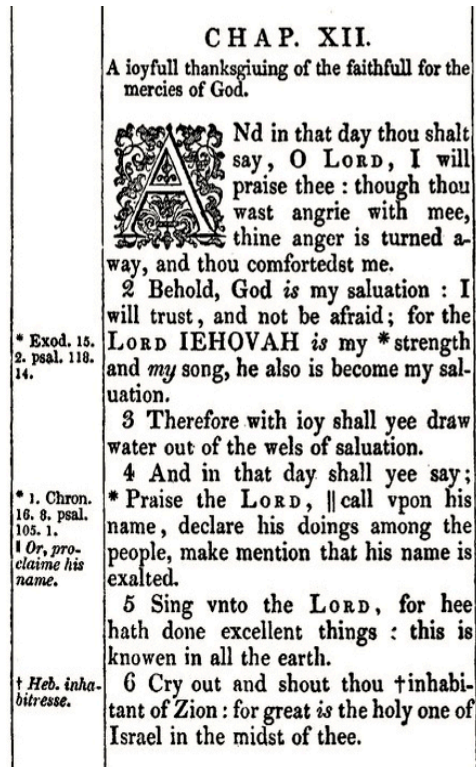 CHAP. XII.
A ioyfull thanksgiuing of the faithfull for the
mercies of God.
ANd in that day thou shalt
say, O LORD, I will
praise thee : though thou
wast angrie with mee,
thine anger is turned a-
way, and thou comfortedst me.
2 Behold, God is my saluation : I
will trust, and not be afraid; for the
LORD IEHOVAH is my *strength
and my song, he also is become my sal-
uation.
3 Therefore with ioy shall yee draw
water out of the wels of saluation.
4 And in that day shall yee say;
* Praise the LORD, ‖ call vpon his
name, declare his doings among the
people, make mention that his name is
exalted.
5 Sing vnto the LORD, for hee
hath done excellent things : this is
knowen in all the earth.
6 Cry out and shout thou †inhabi-
tant of Zion : for great is the holy one of
Israel in the midst of thee.
* Exod. 15.
2. psal. 118.
14.
* 1. Chron.
16. 8. psal.
105. 1.
‖ Or, pro-
claime his
name.
† Heb. inha-
bitresse.